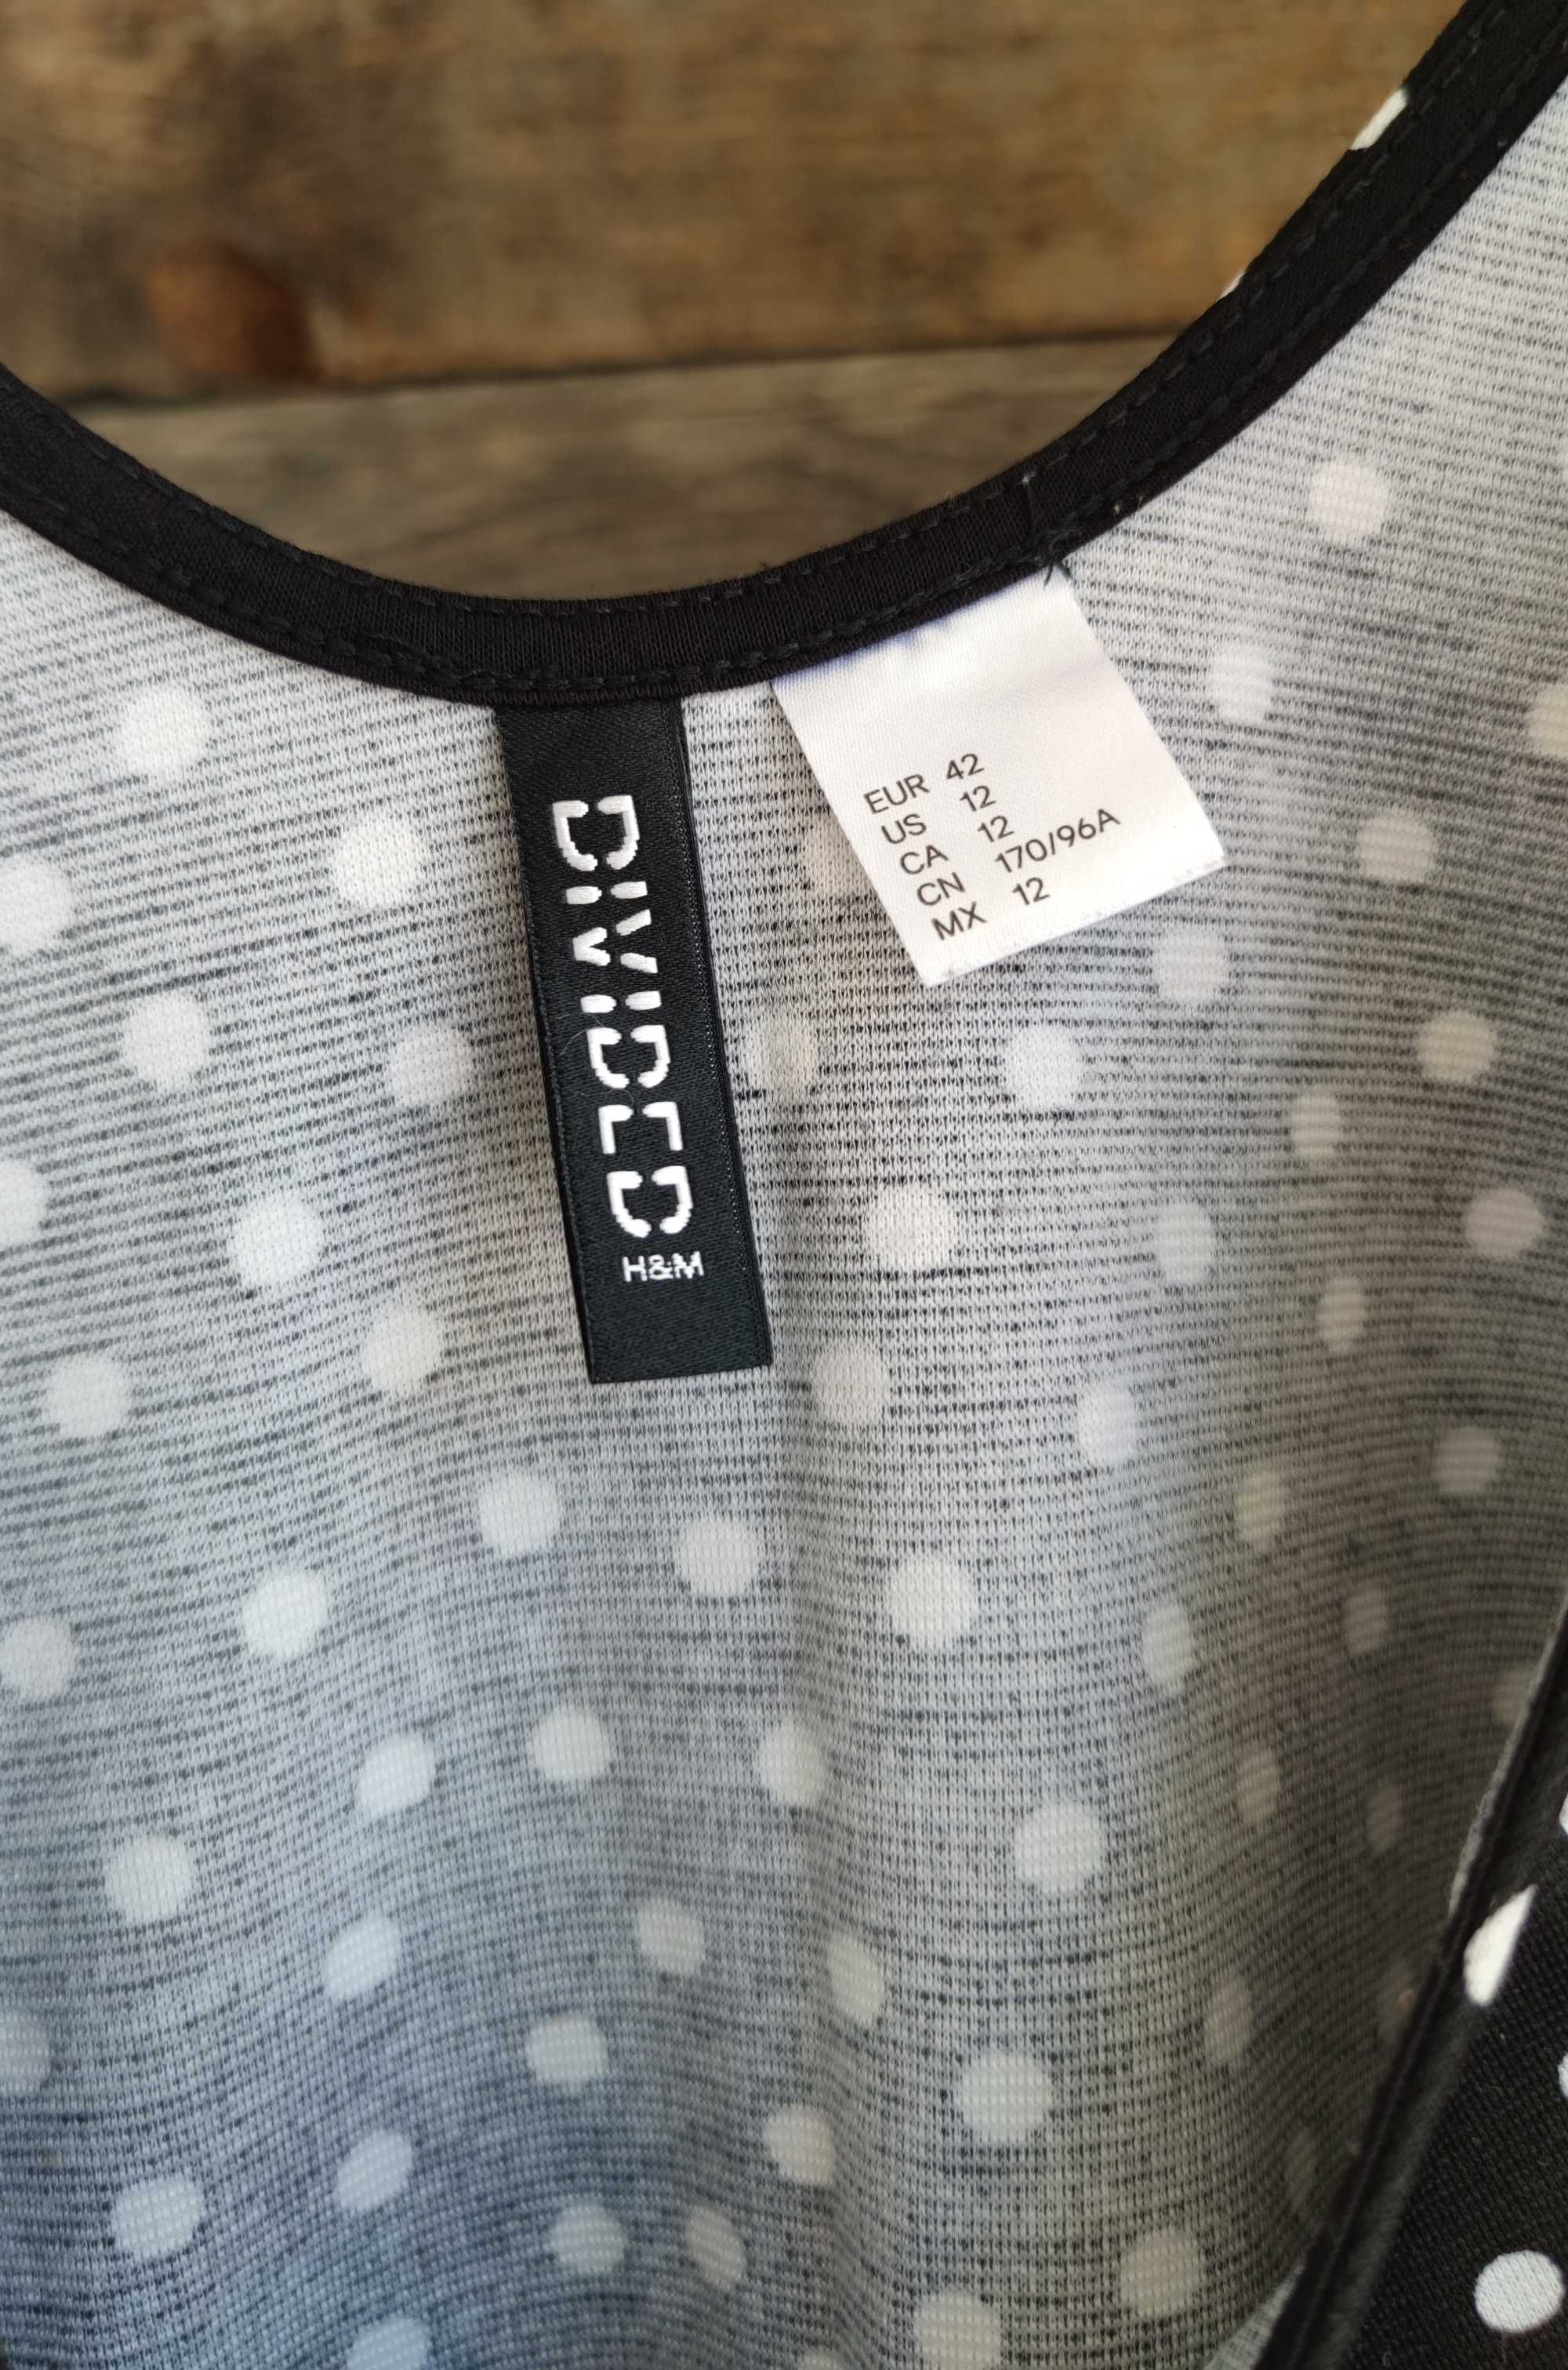 DIVIDED
H&M
EUR 42
US 12
CA 12
CN 170/96A
MX 12